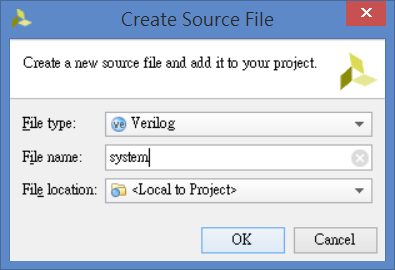 Create Source File
Create a new source file and add it to your project.
File type: Verilog
File name: system
File location: <Local to Project>
OK Cancel